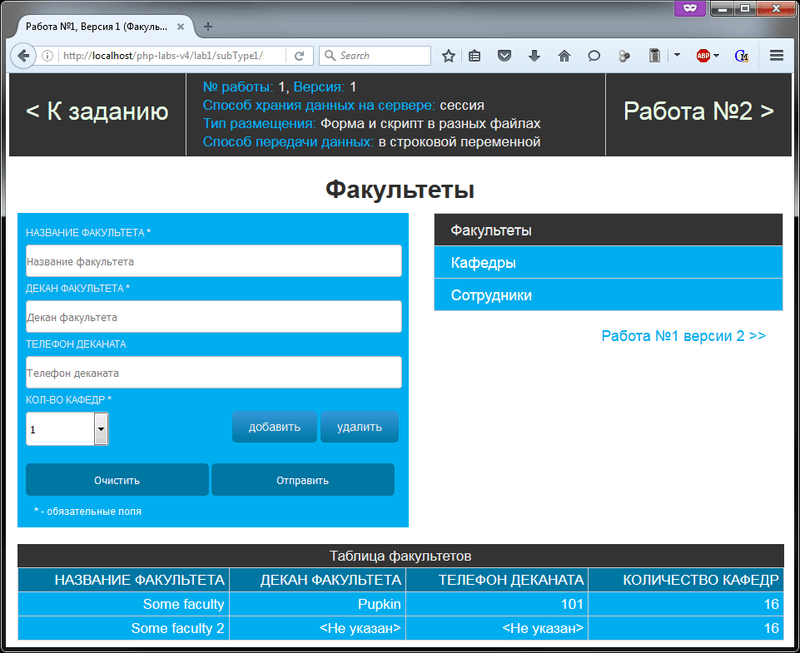 Работа №1, Версия 1 (Факуль...
http://localhost/php-labs-v4/lab1/subType1/
Search
ABP
< К заданию
№ работы: 1, Версия: 1
Способ храния данных на сервере: сессия
Тип размещения: Форма и скрипт в разных файлах
Способ передачи данных: в строковой переменной
Работа №2 >
Факультеты
НАЗВАНИЕ ФАКУЛЬТЕТА *
Название факультета
ДЕКАН ФАКУЛЬТЕТА *
Декан факультета
ТЕЛЕФОН ДЕКАНАТА
Телефон деканата
КОЛ-ВО КАФЕДР *
1
добавить
удалить
Очистить
Отправить
* - обязательные поля
Факультеты
Кафедры
Сотрудники
Работа №1 версии 2 >>
Таблица факультетов
НАЗВАНИЕ ФАКУЛЬТЕТА ДЕКАН ФАКУЛЬТЕТА ТЕЛЕФОН ДЕКАНАТА КОЛИЧЕСТВО КАФЕДР
Some faculty Pupkin 101 16
Some faculty 2 <Не указан> <Не указан> 16